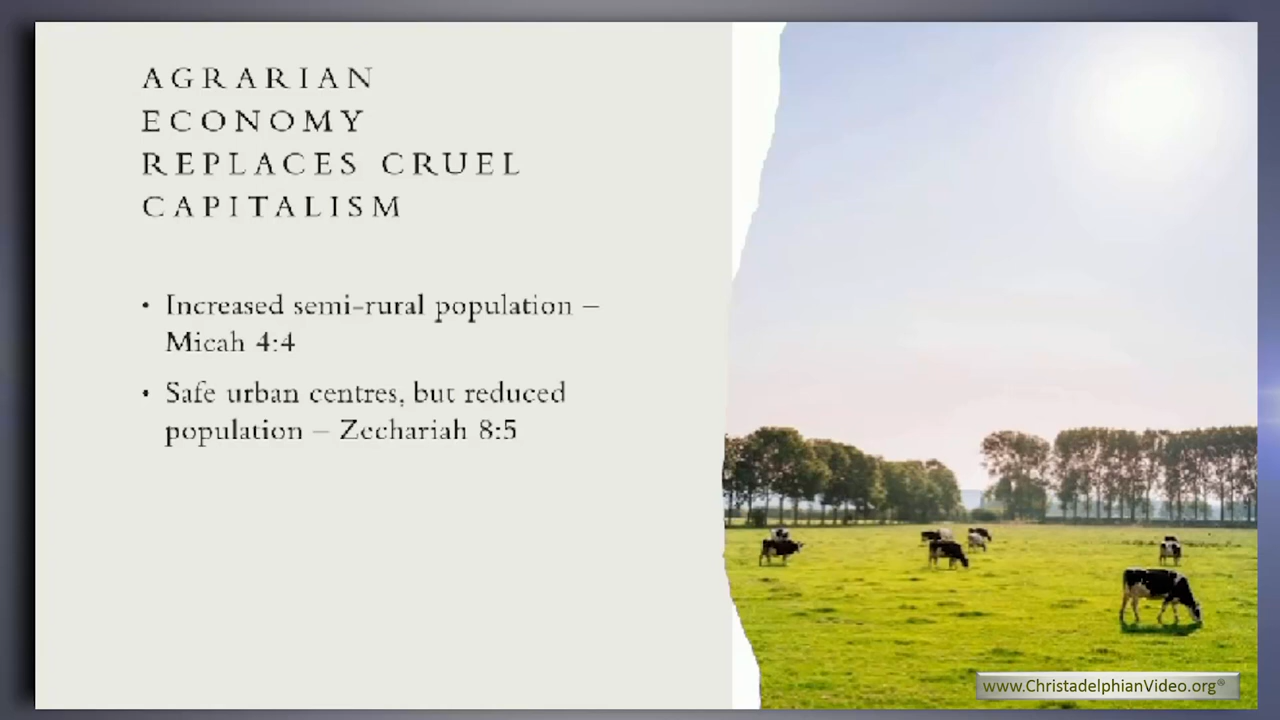 AGRARIAN
ECONOMY
REPLACES CRUEL
CAPITALISM
• Increased semi-rural population –
Micah 4:4
• Safe urban centres, but reduced
population – Zechariah 8:5
www.ChristadelphianVideo.org®